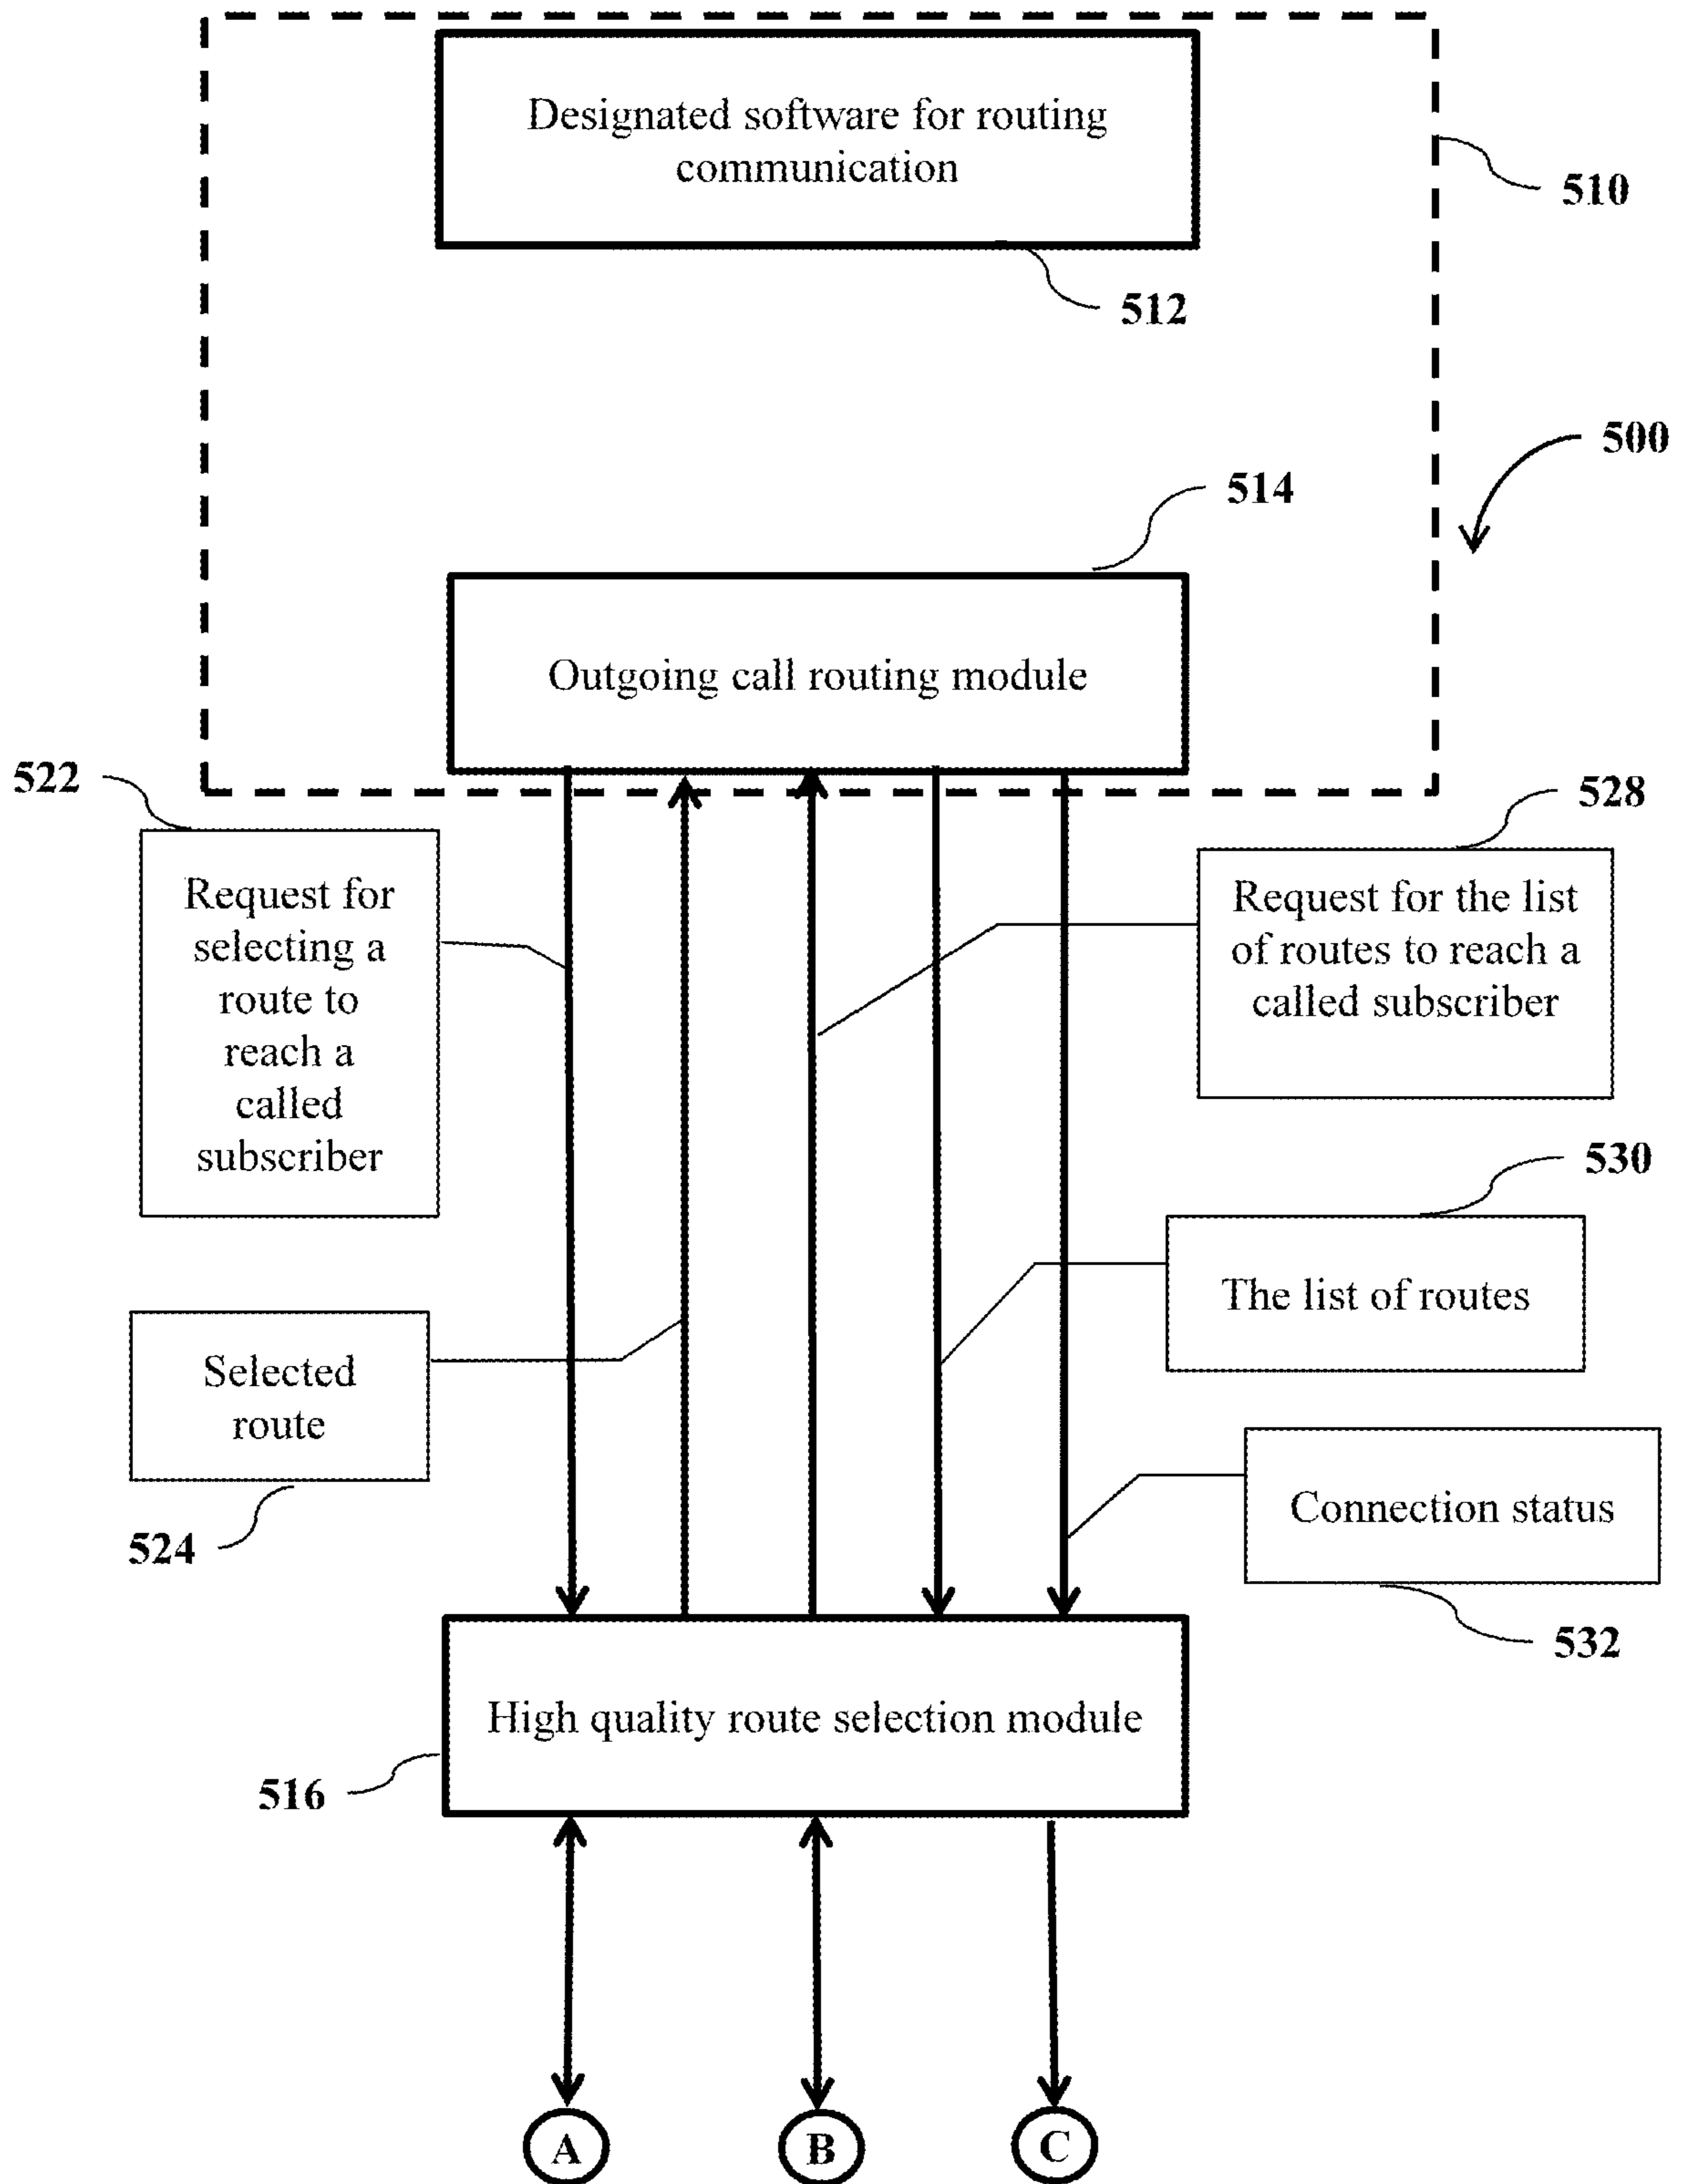 Designated software for routing
communication
510
512
500
514
Outgoing call routing module
522
528
Request for
selecting a
route to
reach a
called
subscriber
Request for the list
of routes to reach a
called subscriber
530
The list of routes
Selected
route
524
Connection status
532
High quality route selection module
516
A
B
C